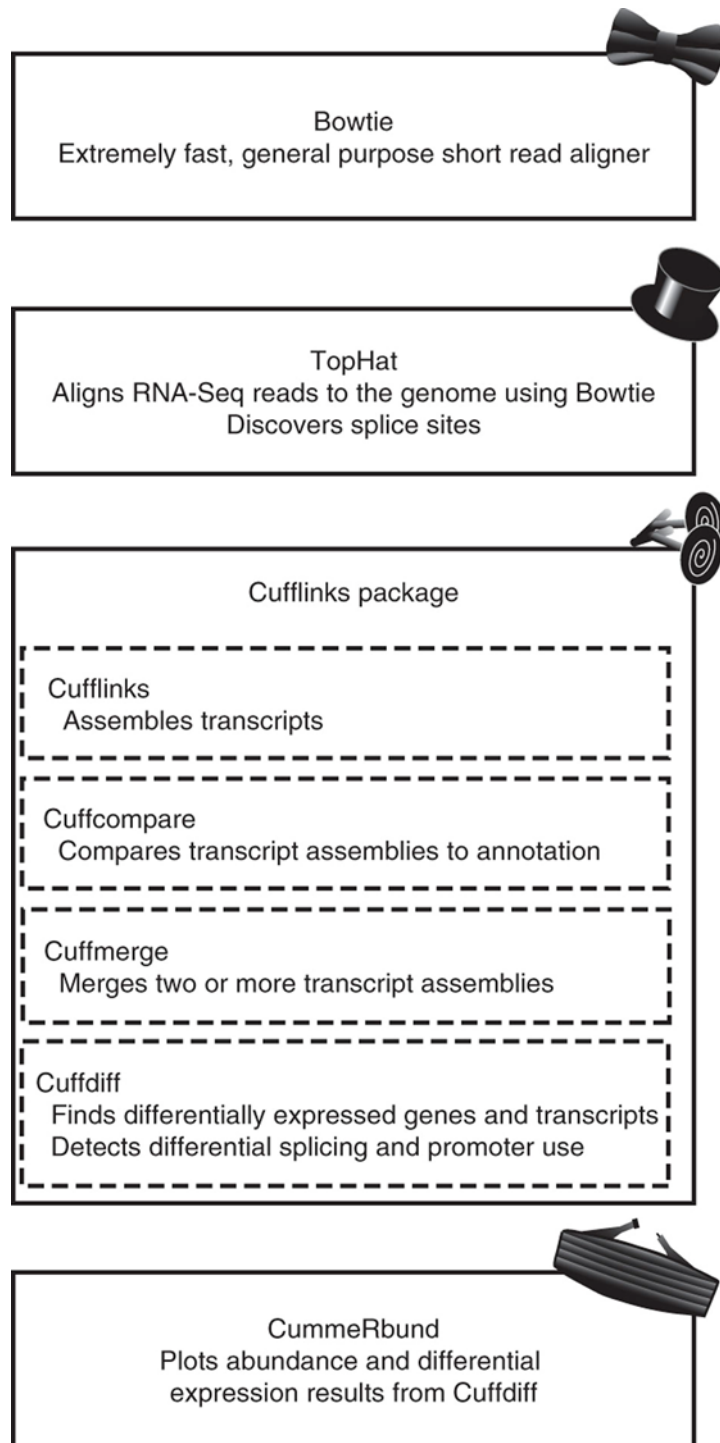 Bowtie
Extremely fast, general purpose short read aligner
TopHat
Aligns RNA-Seq reads to the genome using Bowtie
Discovers splice sites
Cufflinks package
Cufflinks
Assembles transcripts
Cuffcompare
Compares transcript assemblies to annotation
Cuffmerge
Merges two or more transcript assemblies
Cuffdiff
Finds differentially expressed genes and transcripts
Detects differential splicing and promoter use
CummeRbund
Plots abundance and differential
expression results from Cuffdiff